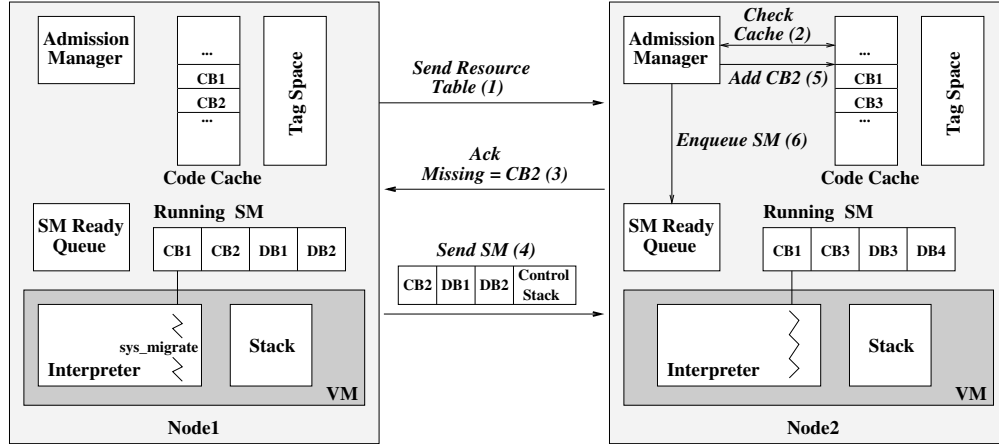 Admission
Manager
...
CB1
CB2
...
Tag Space
Code Cache
SM Ready
Queue
Running SM
CB1 CB2 DB1 DB2
sys_migrate
Interpreter
Stack
VM
Node1
Send Resource
Table (1)
Ack
Missing = CB2 (3)
Send SM (4)
CB2 DB1 DB2 Control
Stack
Admission
Manager
Check
Cache (2)
Add CB2 (5)
Enqueue SM (6)
...
CB1
CB3
...
Tag Space
Code Cache
SM Ready
Queue
Running SM
CB1 CB3 DB3 DB4
Interpreter
Stack
VM
Node2